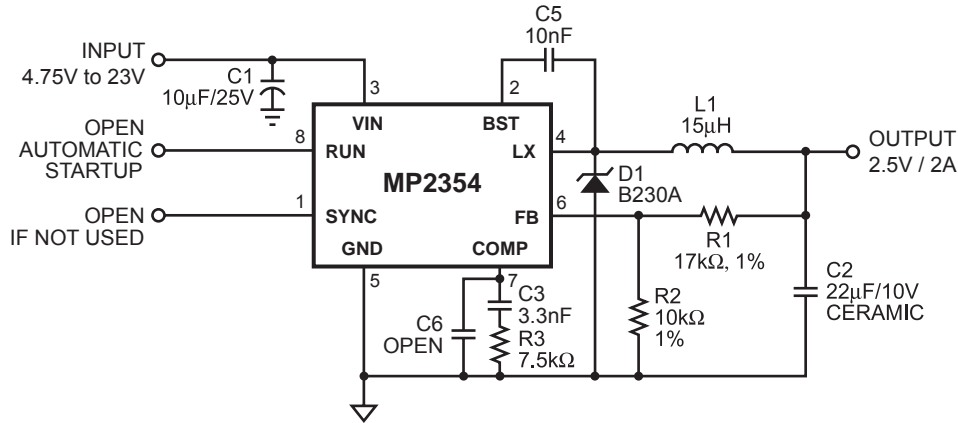 INPUT
4.75V to 23V
C1
10µF/25V
C5
10nF
3
2
VIN
BST
OPEN
AUTOMATIC
STARTUP
8
RUN
MP2354
LX
4
L1
15µH
OUTPUT
2.5V / 2A
D1
B230A
OPEN
IF NOT USED
1
SYNC
FB
6
R1
17kΩ, 1%
GND
COMP
5
7
C6
OPEN
C3
3.3nF
R3
7.5kΩ
R2
10kΩ
1%
C2
22µF/10V
CERAMIC